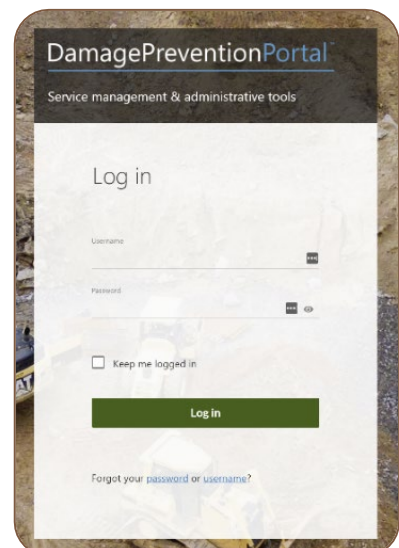 DamagePreventionPortal™
Service management & administrative tools
Log in
Username
Password
Keep me logged in
Log in
Forgot your password or username?